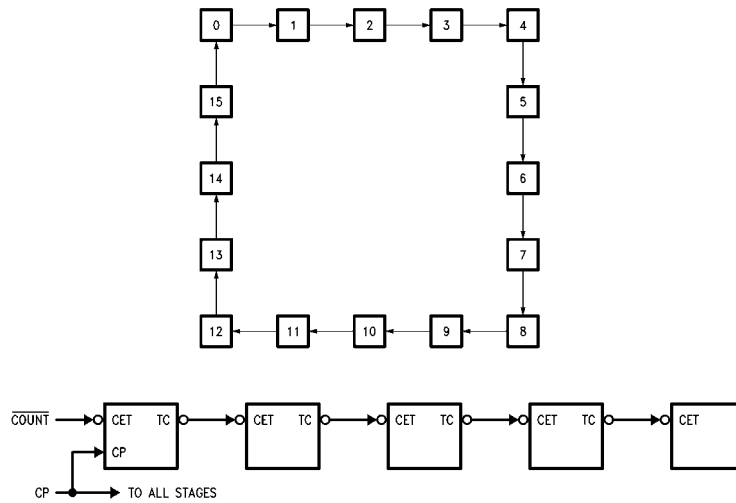 0 1 2 3 4
15 5
14 6
13 7
12 11 10 9 8
COUNT CET TC CET TC CET TC CET TC CET
CP
CP TO ALL STAGES